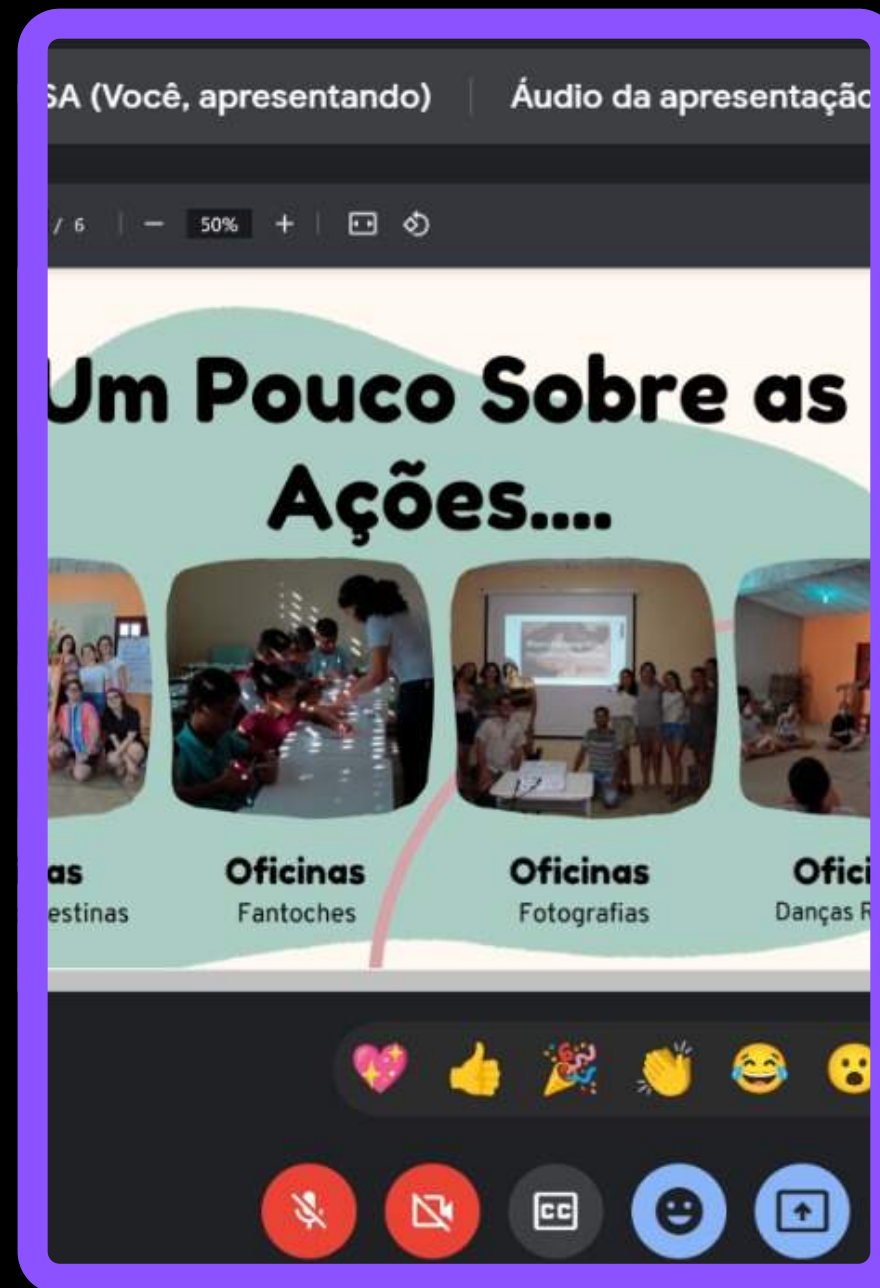 SA (Você, apresentando) Áudio da apresentação
/ 6 50%
Um Pouco Sobre as
Ações....
as Oficinas Oficinas Ofici
estinas Fantoches Fotografias Danças R
CC